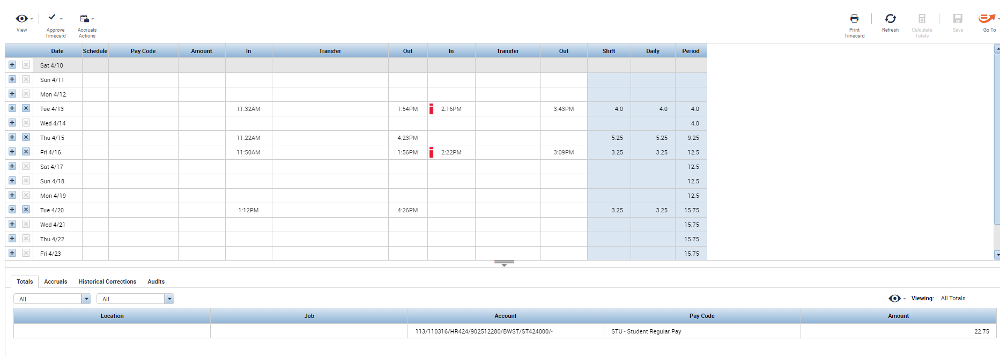 View
Approve Timecard
Accruals Actions
Print Timecard
Refresh
Calculate Totals
Save
Go To
Date Schedule Pay Code Amount In Transfer Out In Transfer Out Shift Daily Period
Sat 4/10
Sun 4/11
Mon 4/12
Tue 4/13 11:32AM 1:54PM 2:16PM 3:43PM 4.0 4.0 4.0
Wed 4/14 4.0
Thu 4/15 11:22AM 4:23PM 5.25 5.25 9.25
Fri 4/16 11:50AM 1:56PM 2:22PM 3:09PM 3.25 3.25 12.5
Sat 4/17 12.5
Sun 4/18 12.5
Mon 4/19 12.5
Tue 4/20 1:12PM 4:26PM 3.25 3.25 15.75
Wed 4/21 15.75
Thu 4/22 15.75
Fri 4/23 15.75
Totals Accruals Historical Corrections Audits
All All Viewing: All Totals
Location Job Account Pay Code Amount
113/110316/HR424/902512280/BWST/ST424000/- STU - Student Regular Pay 22.75